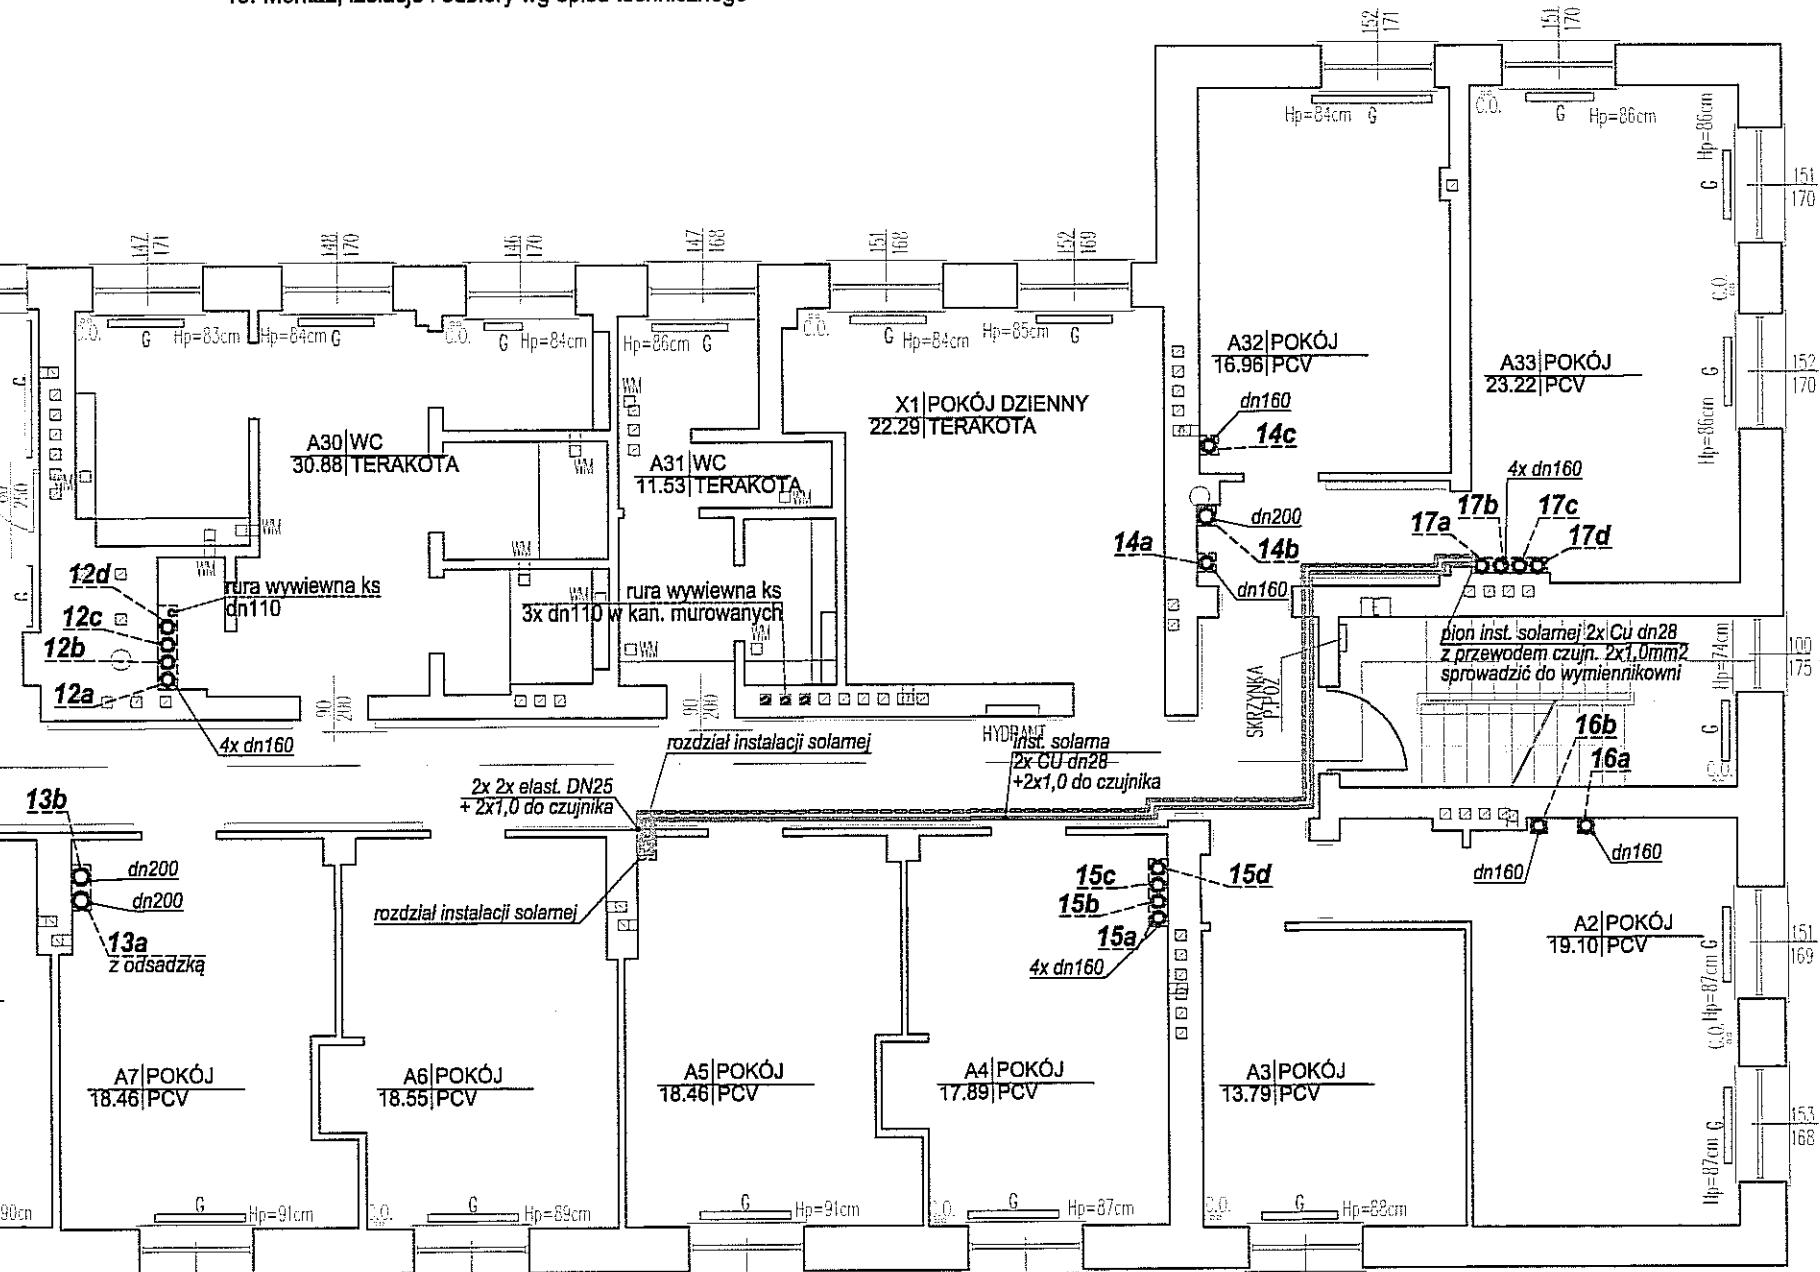 152
171
151
170
Hp=84cm G
C.O.
G Hp=86cm
Hp=86cm
G
151
170
C.O.
147
171
148
170
146
170
147
168
151
168
152
169
C.O.
G Hp=83cm
Hp=84cm G
C.O.
G Hp=84cm
Hp=86cm G
C.O.
G Hp=84cm
Hp=85cm G
A32 POKÓJ
16.96 PCV
A33 POKÓJ
23.22 PCV
G
152
170
Hp=86cm
G
WM
X1 POKÓJ DZIENNY
22.29 TERAKOTA
dn160
14c
A30 WC
30.88 TERAKOTA
WM
WM
A31 WC
11.53 TERAKOTA
WM
WM
250
4x dn160
17b
17c
17a
17d
dn200
14b
14a
dn160
WM
WM
WM
12d
rura wywiewna ks
dn110
12c
12b
12a
G
rura wywiewna ks
3x dn110 w kan. murowanych
WM
WM
pion inst. solarnej 2x Cu dn28
z przewodem czujn. 2x1,0mm2
sprowadzić do wymiennikowni
Hp=74cm
100
175
SKRZYNKA
P.POŻ
90
200
90
200
4x dn160
rozdział instalacji solarnej
HYDRANT
inst. solarna
2x CU dn28
+2x1,0 do czujnika
16b
16a
G
C.O.
2x 2x elast. DN25
+ 2x1,0 do czujnika
13b
dn200
dn200
13a
z odsadzką
rozdział instalacji solarnej
15c
15d
15b
15a
4x dn160
dn160
dn160
A2 POKÓJ
19.10 PCV
G
151
169
Hp=87cm
C.O.
A7 POKÓJ
18.46 PCV
A6 POKÓJ
18.55 PCV
A5 POKÓJ
18.46 PCV
A4 POKÓJ
17.89 PCV
A3 POKÓJ
13.79 PCV
G
153
168
Hp=87cm
G Hp=91cm
C.O.
G Hp=89cm
G Hp=91cm
C.O.
G Hp=87cm
C.O.
G Hp=88cm